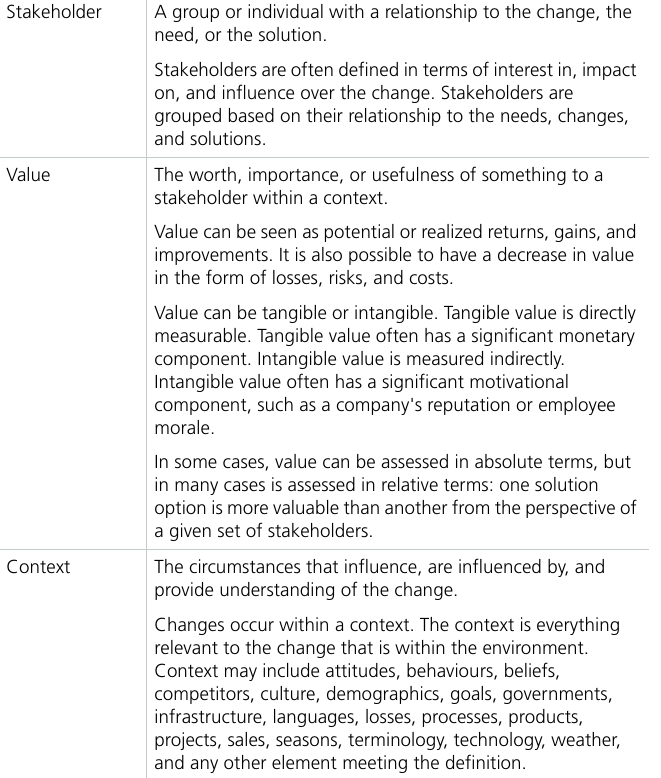 Stakeholder
A group or individual with a relationship to the change, the
need, or the solution.
Stakeholders are often defined in terms of interest in, impact
on, and influence over the change. Stakeholders are
grouped based on their relationship to the needs, changes,
and solutions.
Value
The worth, importance, or usefulness of something to a
stakeholder within a context.
Value can be seen as potential or realized returns, gains, and
improvements. It is also possible to have a decrease in value
in the form of losses, risks, and costs.
Value can be tangible or intangible. Tangible value is directly
measurable. Tangible value often has a significant monetary
component. Intangible value is measured indirectly.
Intangible value often has a significant motivational
component, such as a company's reputation or employee
morale.
In some cases, value can be assessed in absolute terms, but
in many cases is assessed in relative terms: one solution
option is more valuable than another from the perspective of
a given set of stakeholders.
Context
The circumstances that influence, are influenced by, and
provide understanding of the change.
Changes occur within a context. The context is everything
relevant to the change that is within the environment.
Context may include attitudes, behaviours, beliefs,
competitors, culture, demographics, goals, governments,
infrastructure, languages, losses, processes, products,
projects, sales, seasons, terminology, technology, weather,
and any other element meeting the definition.